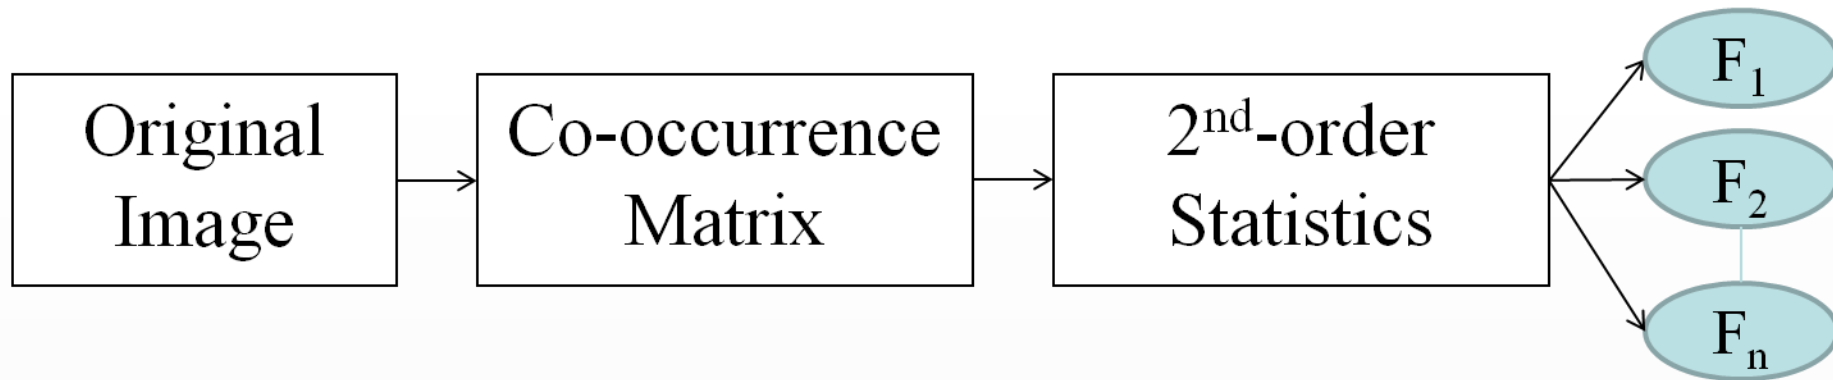 Original
Image
Co-occurrence
Matrix
2nd-order
Statistics
F1
F2
Fn